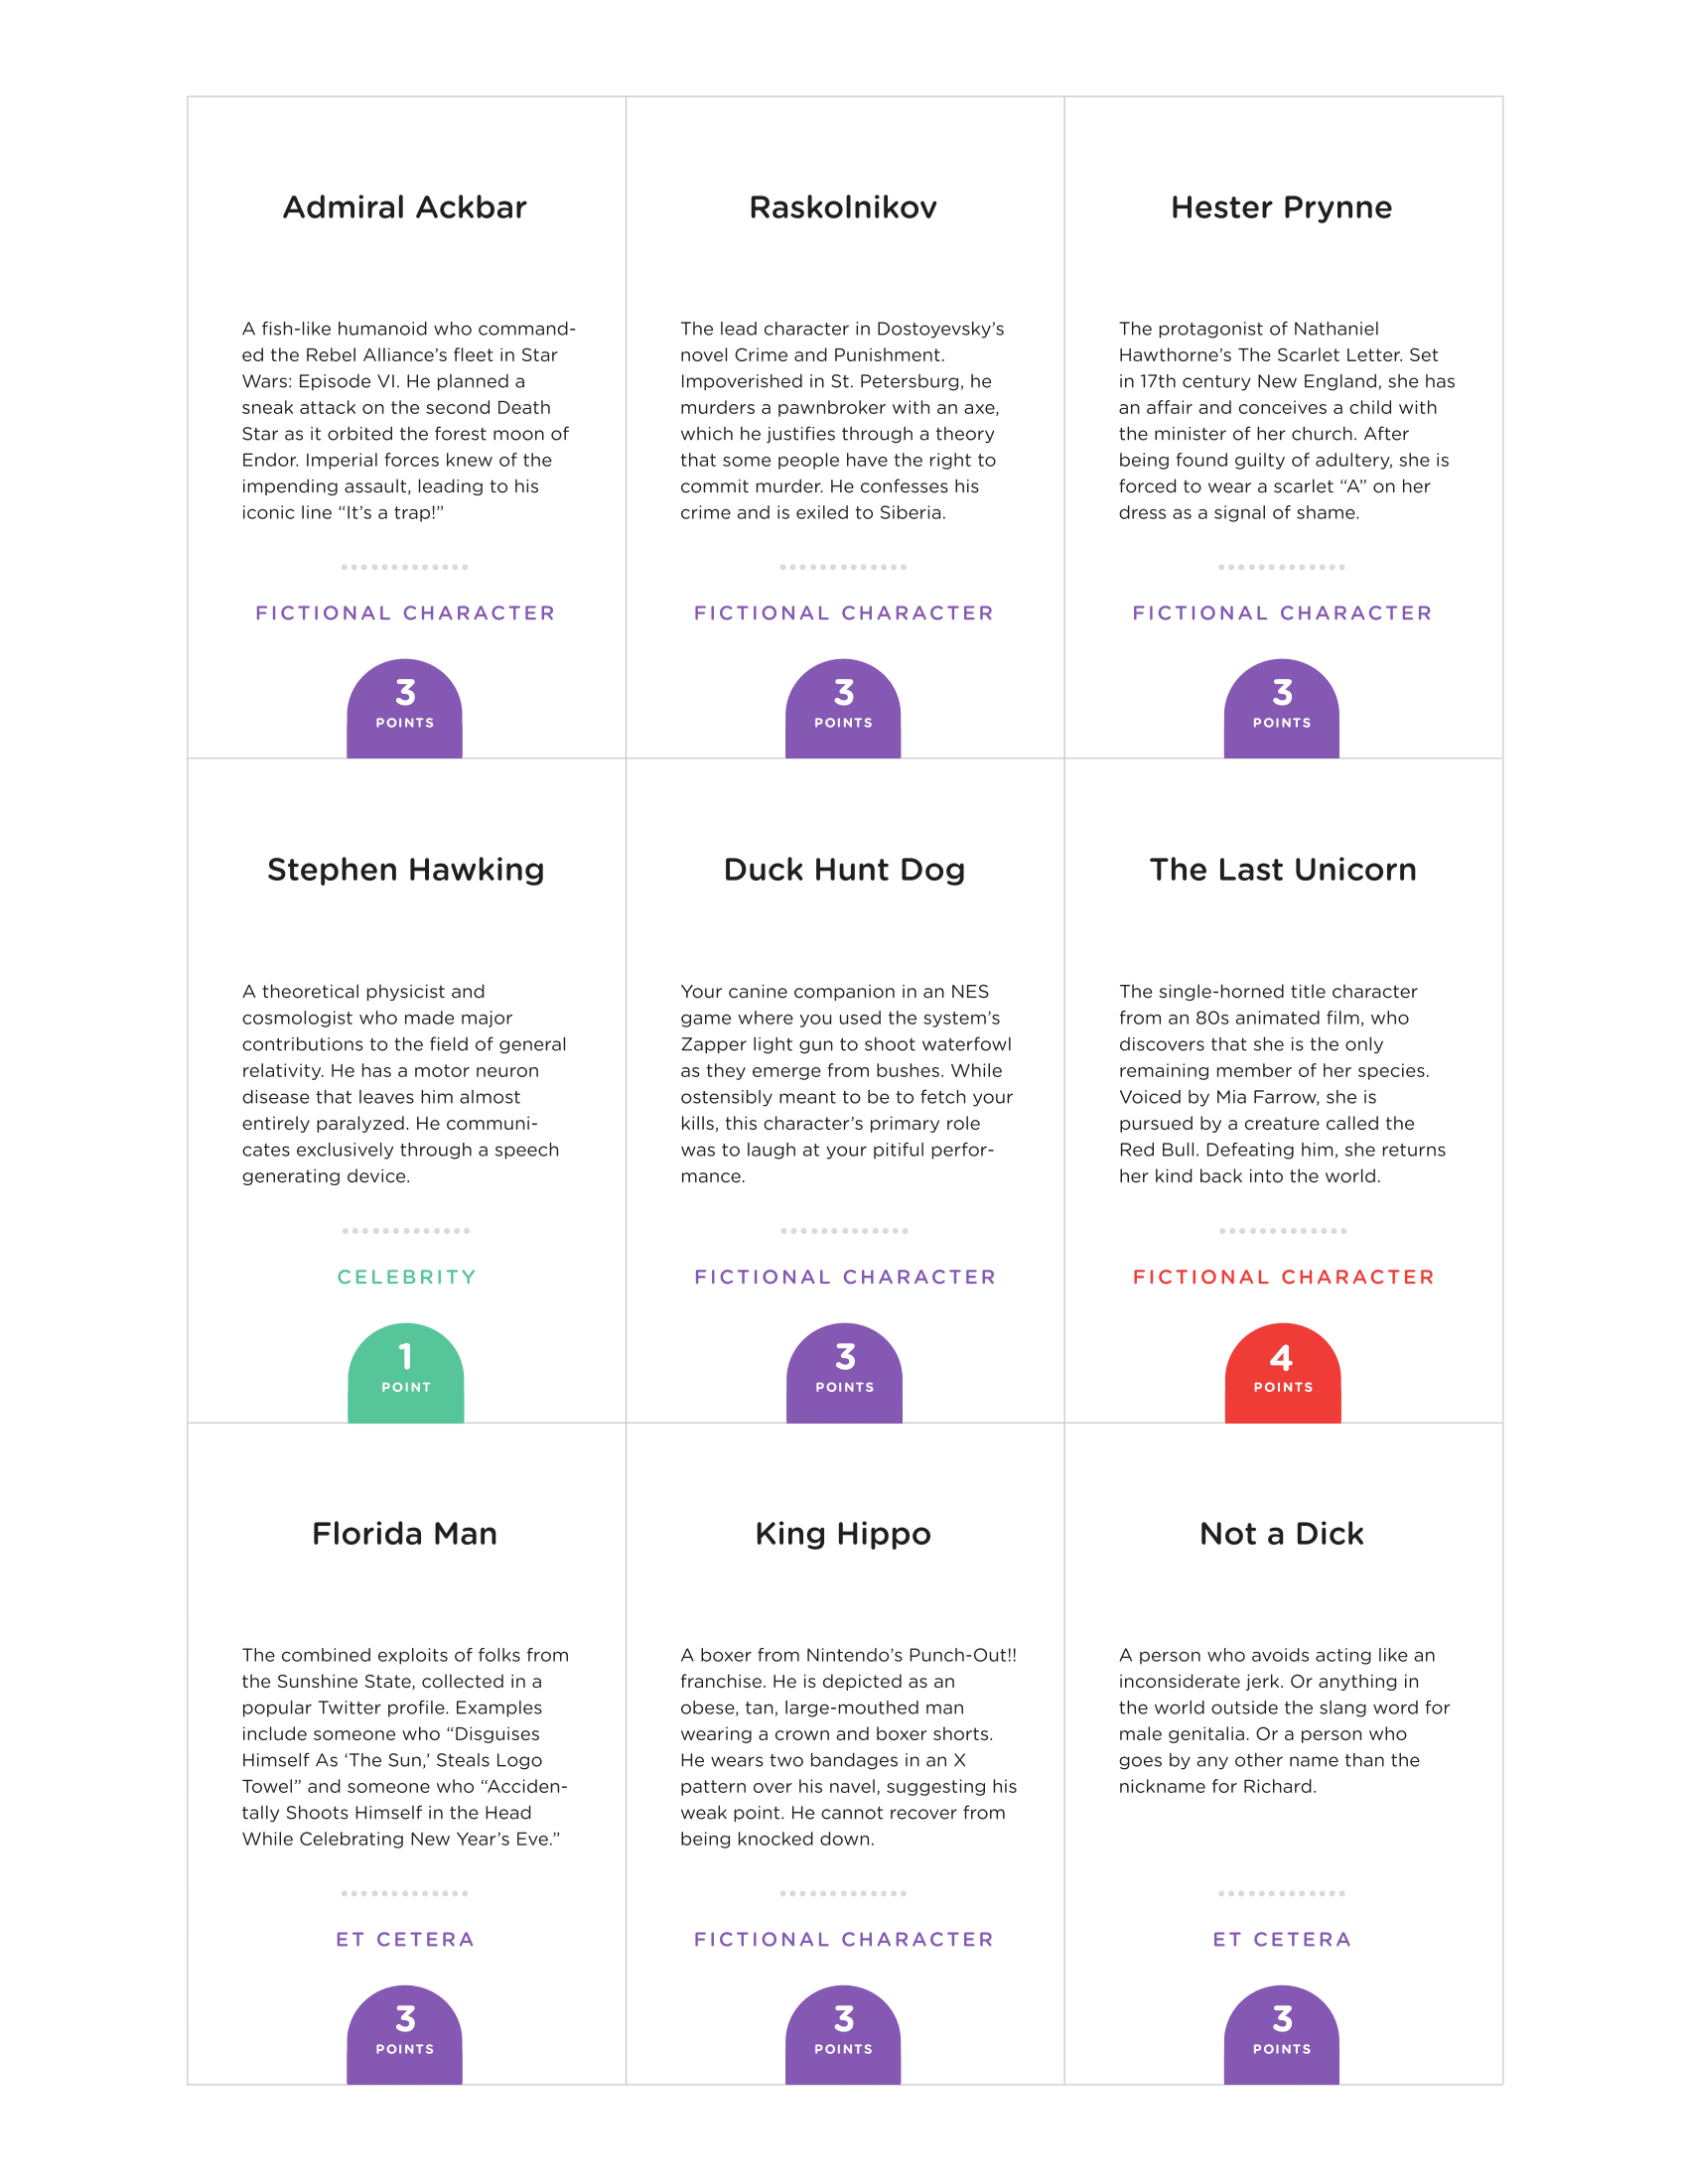 Admiral Ackbar
A fish-like humanoid who command-
ed the Rebel Alliance’s fleet in Star
Wars: Episode VI. He planned a
sneak attack on the second Death
Star as it orbited the forest moon of
Endor. Imperial forces knew of the
impending assault, leading to his
iconic line “It’s a trap!”
FICTIONAL CHARACTER
3
POINTS
Raskolnikov
The lead character in Dostoyevsky’s
novel Crime and Punishment.
Impoverished in St. Petersburg, he
murders a pawnbroker with an axe,
which he justifies through a theory
that some people have the right to
commit murder. He confesses his
crime and is exiled to Siberia.
FICTIONAL CHARACTER
3
POINTS
Hester Prynne
The protagonist of Nathaniel
Hawthorne’s The Scarlet Letter. Set
in 17th century New England, she has
an affair and conceives a child with
the minister of her church. After
being found guilty of adultery, she is
forced to wear a scarlet “A” on her
dress as a signal of shame.
FICTIONAL CHARACTER
3
POINTS
Stephen Hawking
A theoretical physicist and
cosmologist who made major
contributions to the field of general
relativity. He has a motor neuron
disease that leaves him almost
entirely paralyzed. He communi-
cates exclusively through a speech
generating device.
CELEBRITY
1
POINT
Duck Hunt Dog
Your canine companion in an NES
game where you used the system’s
Zapper light gun to shoot waterfowl
as they emerge from bushes. While
ostensibly meant to be to fetch your
kills, this character’s primary role
was to laugh at your pitiful perfor-
mance.
FICTIONAL CHARACTER
3
POINTS
The Last Unicorn
The single-horned title character
from an 80s animated film, who
discovers that she is the only
remaining member of her species.
Voiced by Mia Farrow, she is
pursued by a creature called the
Red Bull. Defeating him, she returns
her kind back into the world.
FICTIONAL CHARACTER
4
POINTS
Florida Man
The combined exploits of folks from
the Sunshine State, collected in a
popular Twitter profile. Examples
include someone who “Disguises
Himself As ‘The Sun,’ Steals Logo
Towel” and someone who “Acciden-
tally Shoots Himself in the Head
While Celebrating New Year’s Eve.”
ET CETERA
3
POINTS
King Hippo
A boxer from Nintendo’s Punch-Out!!
franchise. He is depicted as an
obese, tan, large-mouthed man
wearing a crown and boxer shorts.
He wears two bandages in an X
pattern over his navel, suggesting his
weak point. He cannot recover from
being knocked down.
FICTIONAL CHARACTER
3
POINTS
Not a Dick
A person who avoids acting like an
inconsiderate jerk. Or anything in
the world outside the slang word for
male genitalia. Or a person who
goes by any other name than the
nickname for Richard.
ET CETERA
3
POINTS